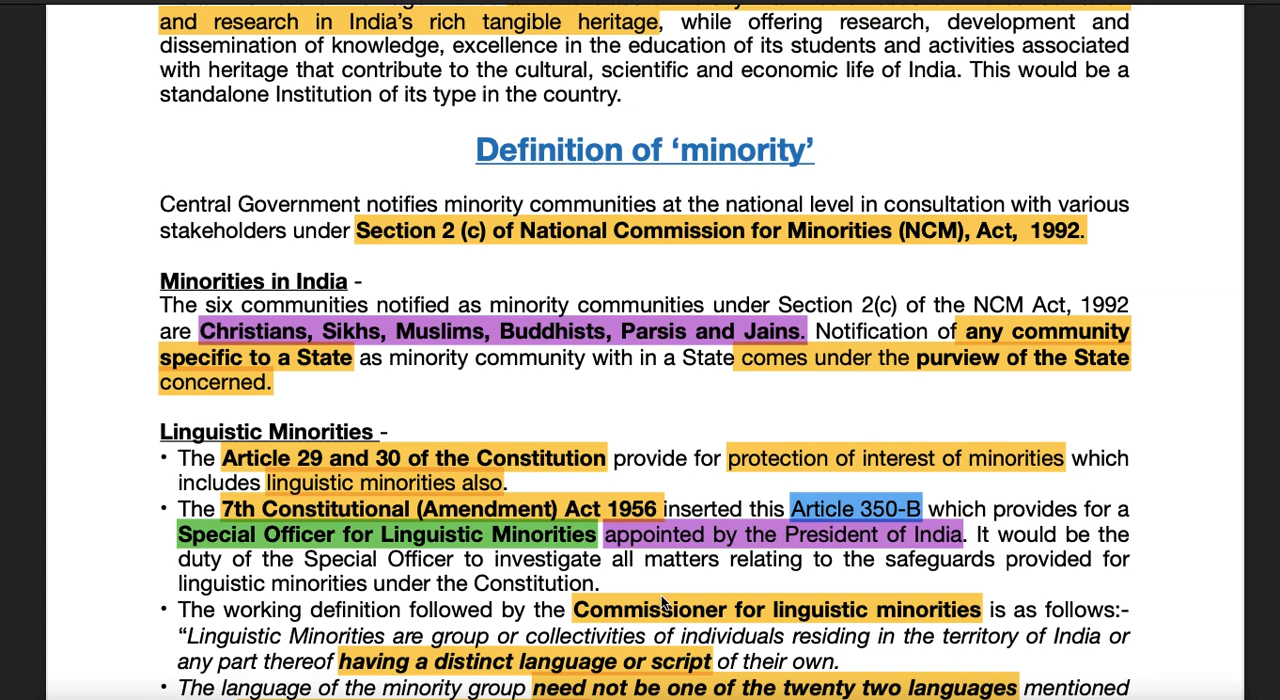 and research in India’s rich tangible heritage, while offering research, development and
dissemination of knowledge, excellence in the education of its students and activities associated
with heritage that contribute to the cultural, scientific and economic life of India. This would be a
standalone Institution of its type in the country.
Definition of ‘minority’
Central Government notifies minority communities at the national level in consultation with various
stakeholders under Section 2 (c) of National Commission for Minorities (NCM), Act, 1992.
Minorities in India -
The six communities notified as minority communities under Section 2(c) of the NCM Act, 1992
are Christians, Sikhs, Muslims, Buddhists, Parsis and Jains. Notification of any community
specific to a State as minority community with in a State comes under the purview of the State
concerned.
Linguistic Minorities -
• The Article 29 and 30 of the Constitution provide for protection of interest of minorities which
includes linguistic minorities also.
• The 7th Constitutional (Amendment) Act 1956 inserted this Article 350-B which provides for a
Special Officer for Linguistic Minorities appointed by the President of India. It would be the
duty of the Special Officer to investigate all matters relating to the safeguards provided for
linguistic minorities under the Constitution.
• The working definition followed by the Commissioner for linguistic minorities is as follows:-
“Linguistic Minorities are group or collectivities of individuals residing in the territory of India or
any part thereof having a distinct language or script of their own.
• The language of the minority group need not be one of the twenty two languages mentioned